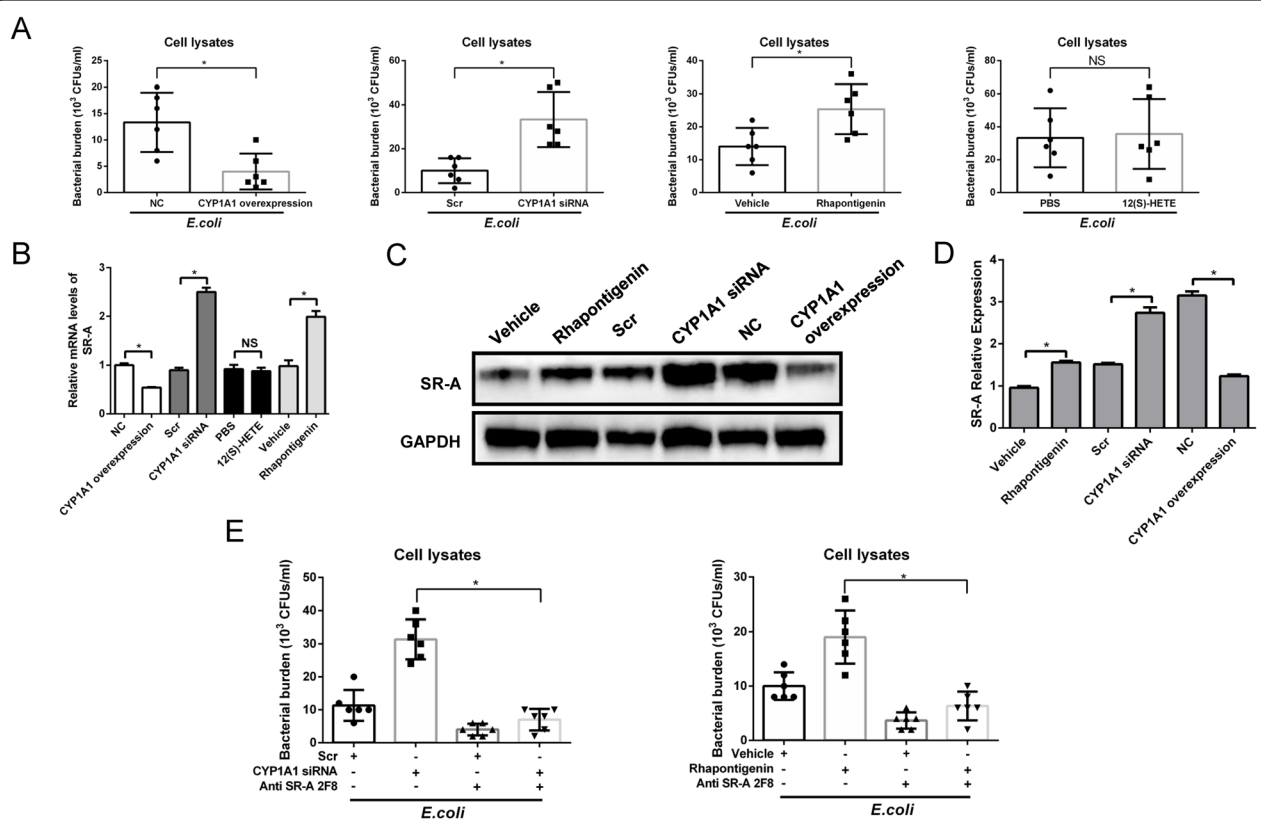 A
Cell lysates
Bacterial burden (10³ CFUs/ml)
25
20
15
10
5
0
*
NC
CYP1A1 overexpression
E.coli
Cell lysates
Bacterial burden (10³ CFUs/ml)
60
40
20
0
*
Scr
CYP1A1 siRNA
E.coli
Cell lysates
Bacterial burden (10³ CFUs/ml)
40
30
20
10
0
*
Vehicle
Rhapontigenin
E.coli
Cell lysates
Bacterial burden (10³ CFUs/ml)
80
60
40
20
0
NS
PBS
12(S)-HETE
E.coli
B
Relative mRNA levels of
SR-A
3
2
1
0
*
*
NS
*
NC
CYP1A1 overexpression
Scr
CYP1A1 siRNA
PBS
12(S)-HETE
Vehicle
Rhapontigenin
C
Vehicle
Rhapontigenin
Scr
CYP1A1 siRNA
NC
CYP1A1
overexpression
SR-A
GAPDH
D
SR-A Relative Expression
4
3
2
1
0
*
*
*
Vehicle
Rhapontigenin
Scr
CYP1A1 siRNA
NC
CYP1A1 overexpression
E
Cell lysates
Bacterial burden (10³ CFUs/ml)
50
40
30
20
10
0
*
Scr + - + -
CYP1A1 siRNA - + - +
Anti SR-A 2F8 - - + +
E.coli
Cell lysates
Bacterial burden (10³ CFUs/ml)
30
20
10
0
*
Vehicle + - + -
Rhapontigenin - + - +
Anti SR-A 2F8 - - + +
E.coli